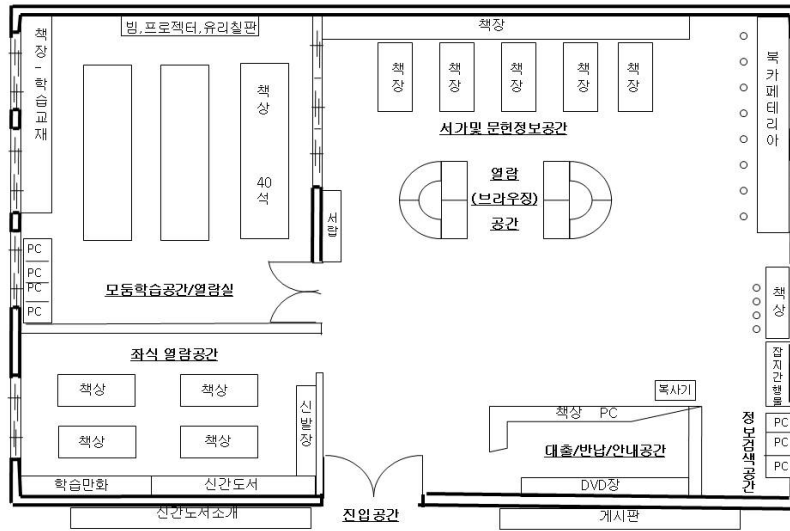 빔,프로젝터,유리칠판
책장
책장-학습교재
책상
40석
책장
책장
책장
책장
책장
북카페테리아
서가및 문헌정보공간
열람
(브라우징)
공간
서랍
PC
PC
PC
PC
모둠학습공간/열람실
책상
좌식 열람공간
잡지간행물
책상
책상
책상
책상
신발장
복사기
책상 PC
대출/반납/안내공간
정보검색공간
PC
PC
PC
학습만화
신간도서
DVD장
신간도서소개
진입공간
게시판